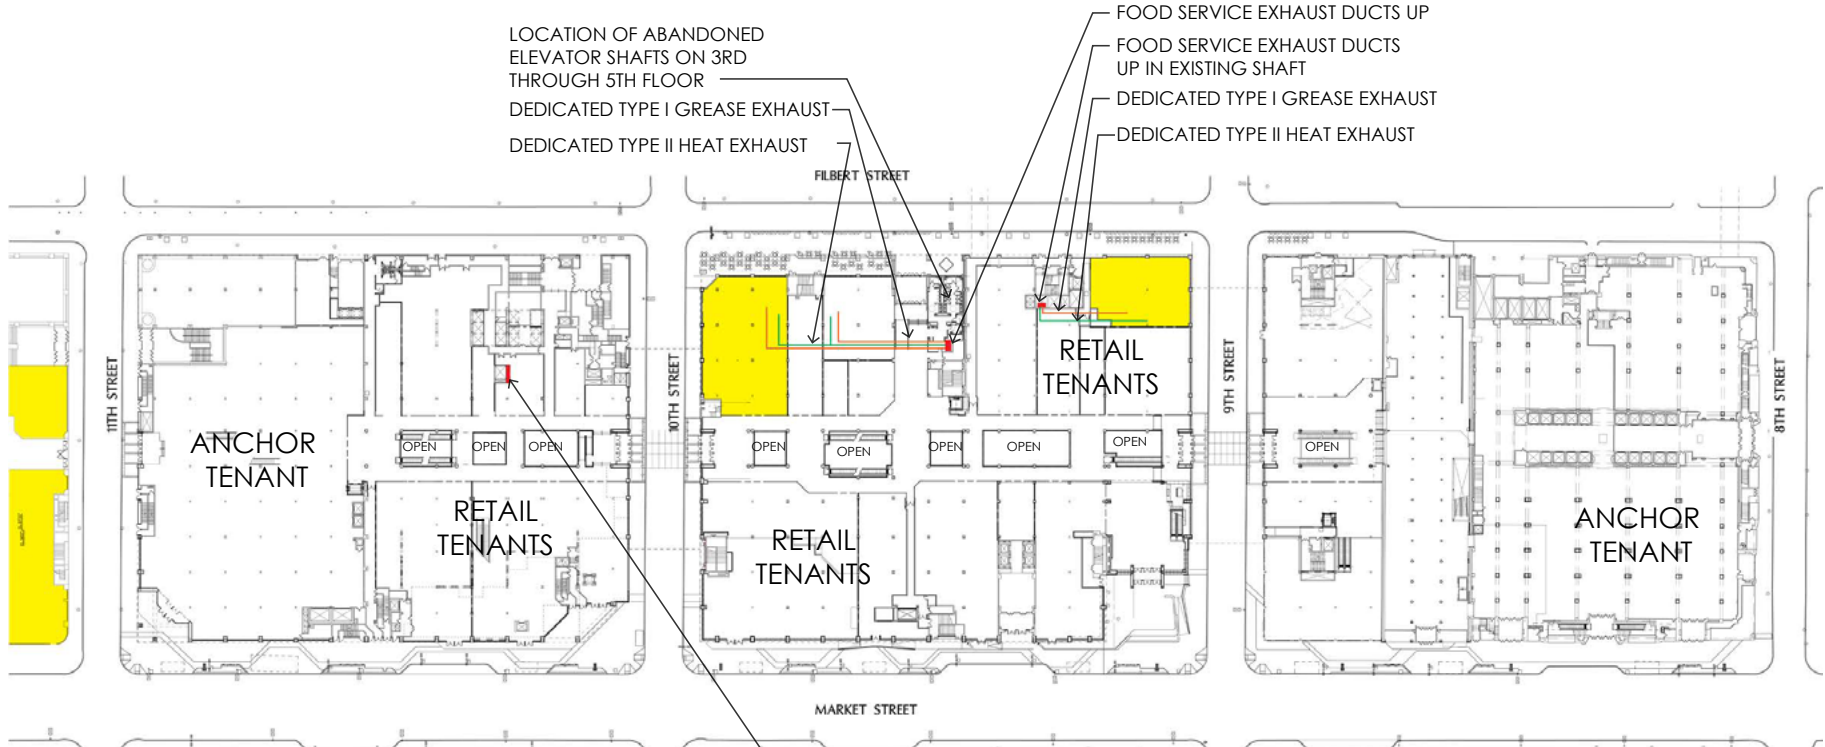 FOOD SERVICE EXHAUST DUCTS UP
LOCATION OF ABANDONED
ELEVATOR SHAFTS ON 3RD
THROUGH 5TH FLOOR
FOOD SERVICE EXHAUST DUCTS
UP IN EXISTING SHAFT
DEDICATED TYPE I GREASE EXHAUST
DEDICATED TYPE I GREASE EXHAUST
DEDICATED TYPE II HEAT EXHAUST
DEDICATED TYPE II HEAT EXHAUST
FILBERT STREET
11TH STREET
10TH STREET
9TH STREET
8TH STREET
RETAIL
TENANTS
ANCHOR
TENANT
OPEN
OPEN
OPEN
OPEN
OPEN
OPEN
OPEN
OPEN
OPEN
RETAIL
TENANTS
RETAIL
TENANTS
ANCHOR
TENANT
MARKET STREET